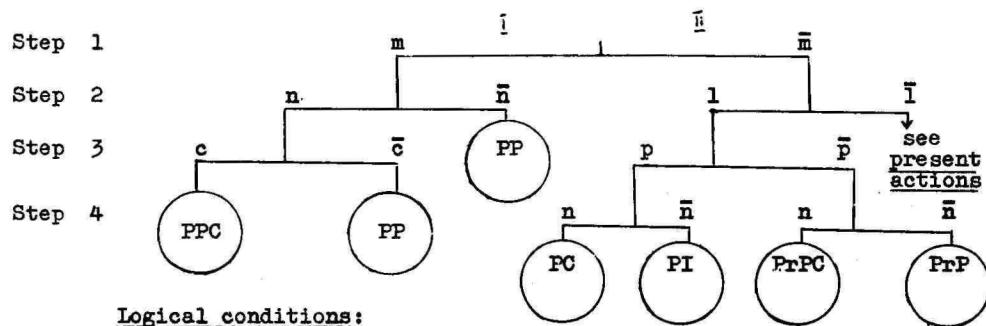 ī īī
Step 1 m m̄
Step 2 n n̄ l l̄
Step 3 c c̄ PP p p̄ see
present
actions
Step 4 n n̄ n n̄
PPC PP PC PI PrPC PrP
Logical conditions: